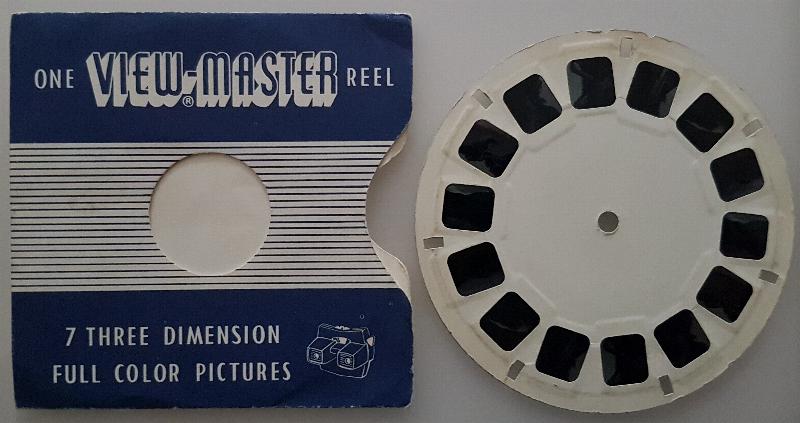 ONE VIEW-MASTER® REEL
7 THREE DIMENSION
FULL COLOR PICTURES